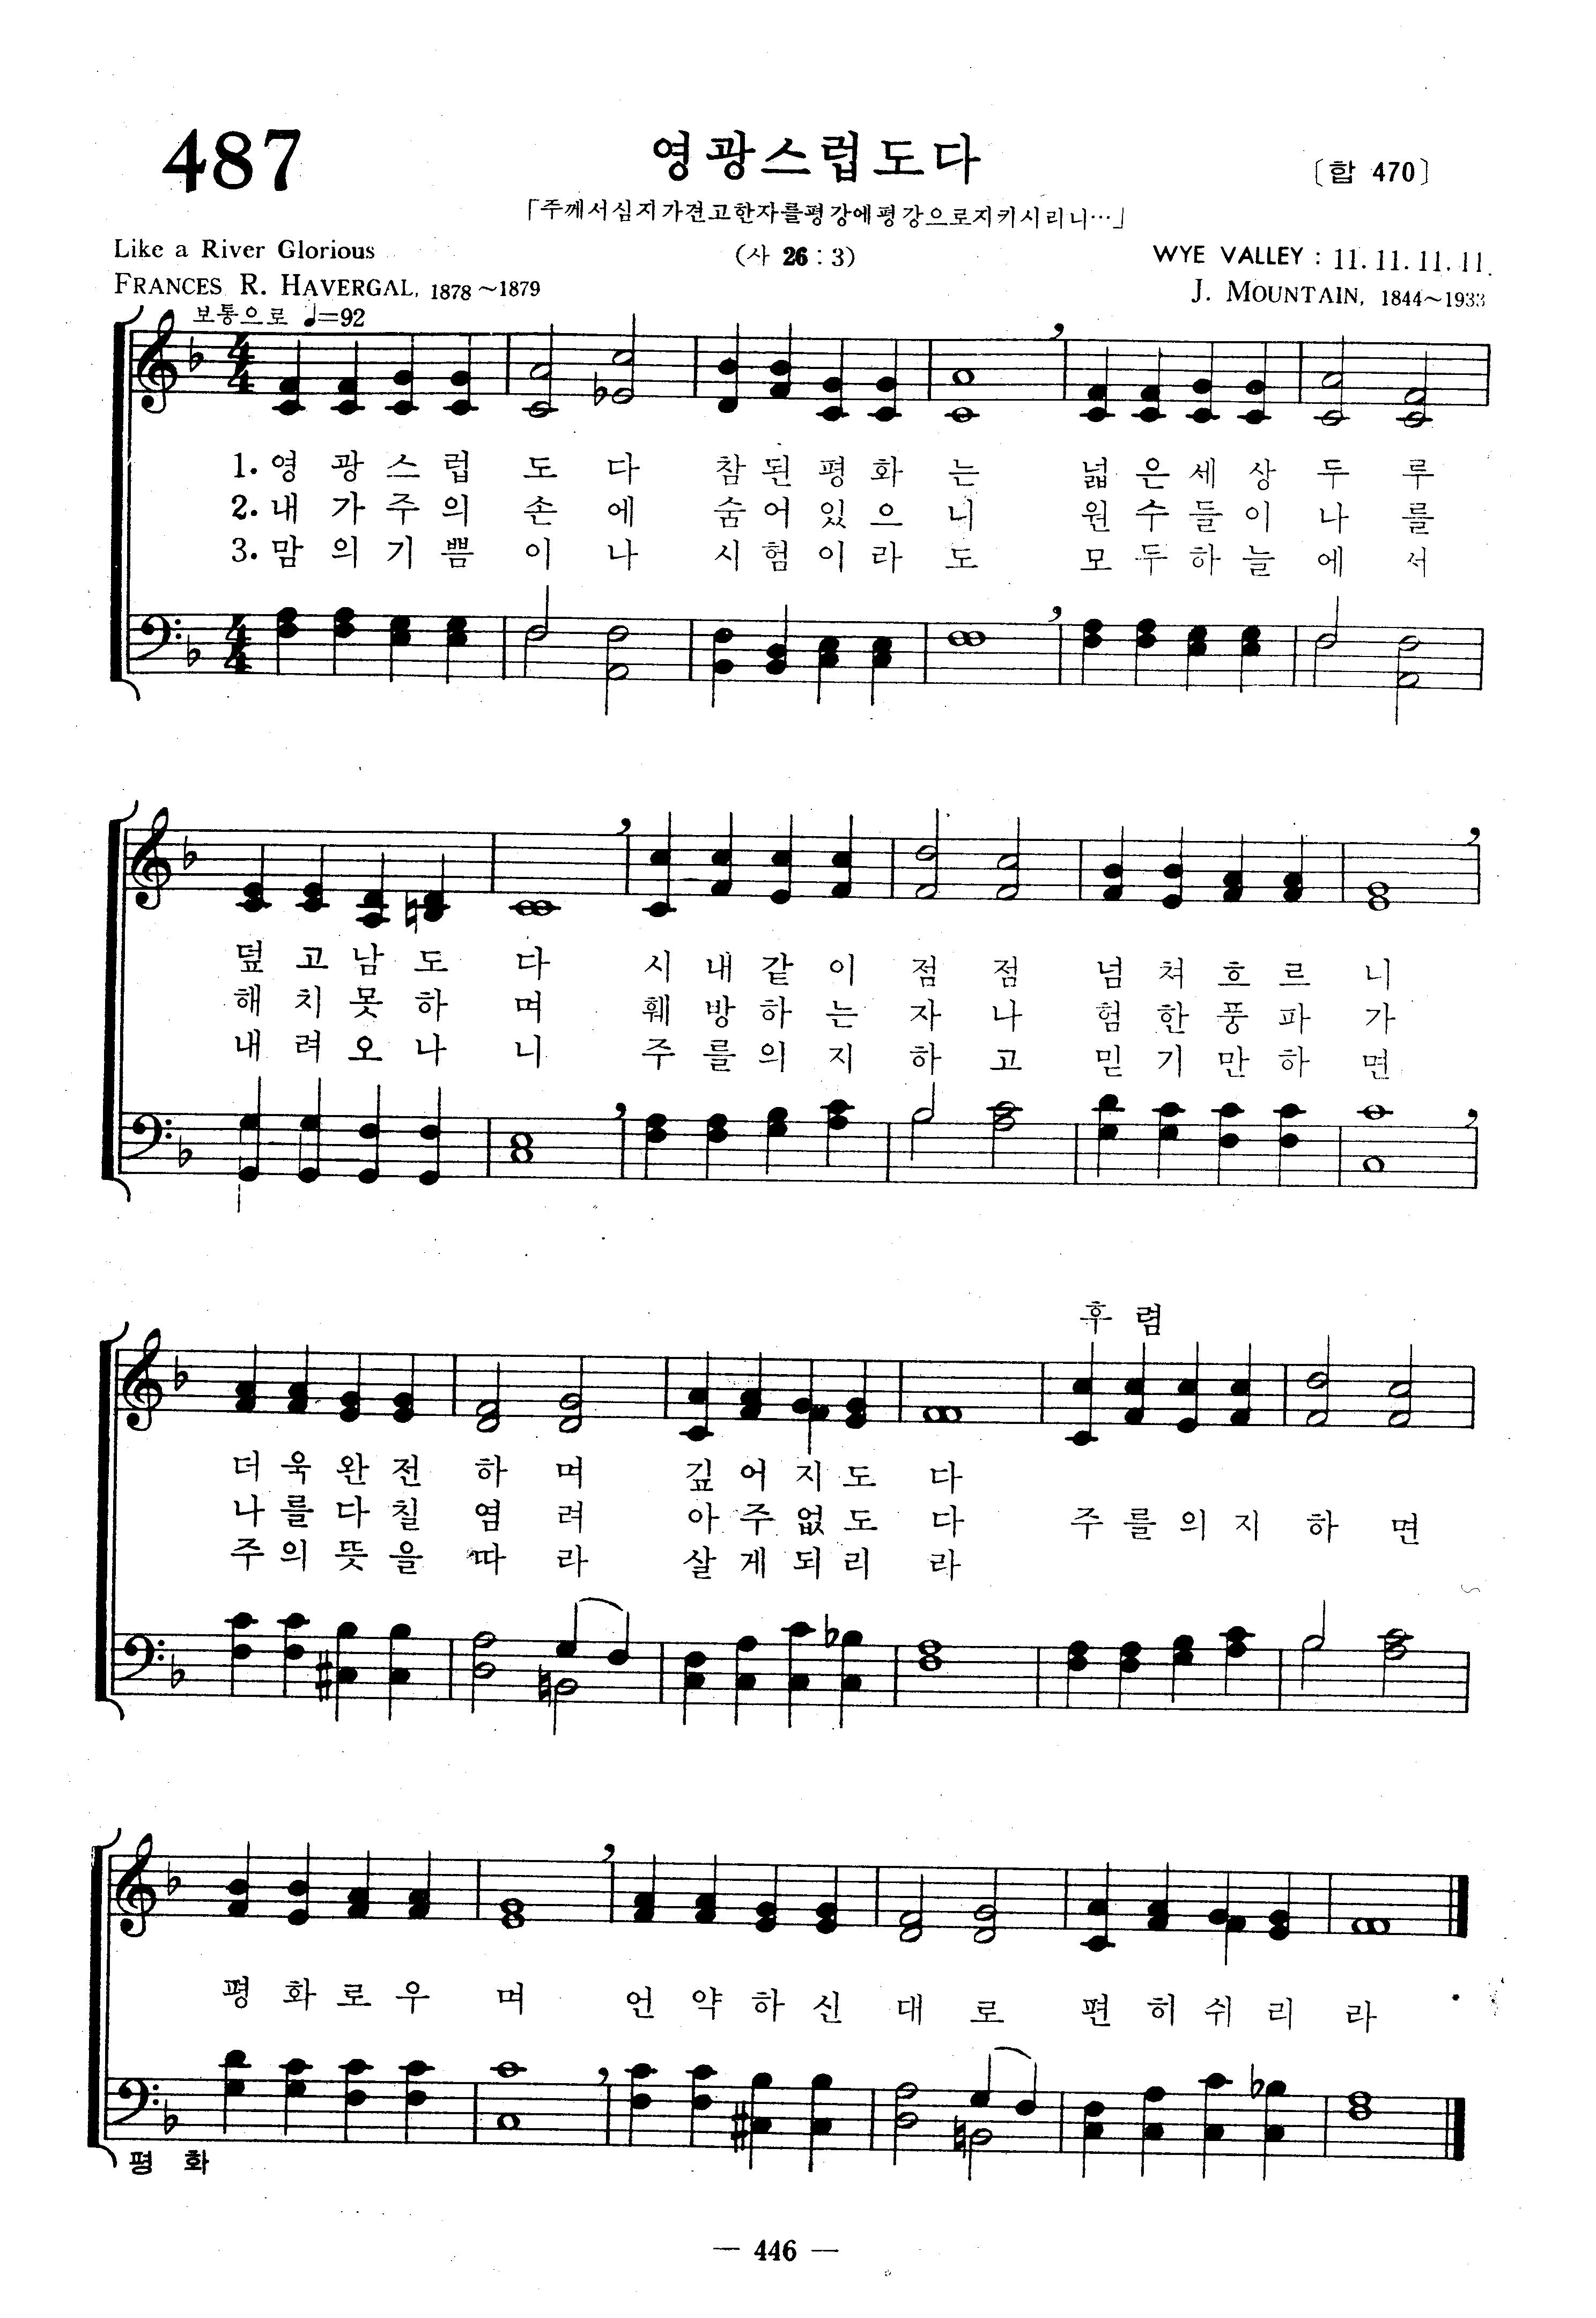 487
영광스럽도다
〔합 470〕
「주께서심지가견고한자를평강에평강으로지키시리니…」
(사 26 : 3)
Like a River Glorious
WYE VALLEY : 11. 11. 11. 11.
FRANCES R. HAVERGAL, 1878～1879
J. MOUNTAIN, 1844～1933
보통으로 ♩=92
1. 영 광 스 럽 도 다 참 된 평 화 는 넓 은 세 상 두 루
2. 내 가 주 의 손 에 숨 어 있 으 니 원 수 들 이 나 를
3. 맘 의 기 쁨 이 나 시 험 이 라 도 모 두 하 늘 에 서
덮 고 남 도 다 시 내 같 이 점 점 넘 쳐 흐 르 니
해 치 못 하 며 훼 방 하 는 자 나 험 한 풍 파 가
내 려 오 나 니 주 를 의 지 하 고 믿 기 만 하 면
후 렴
더 욱 완 전 하 며 깊 어 지 도 다
나 를 다 칠 염 려 아 주 없 도 다 주 를 의 지 하 면
주 의 뜻 을 따 라 살 게 되 리 라
평 화 로 우 며 언 약 하 신 대 로 편 히 쉬 리 라
평 화
— 446 —